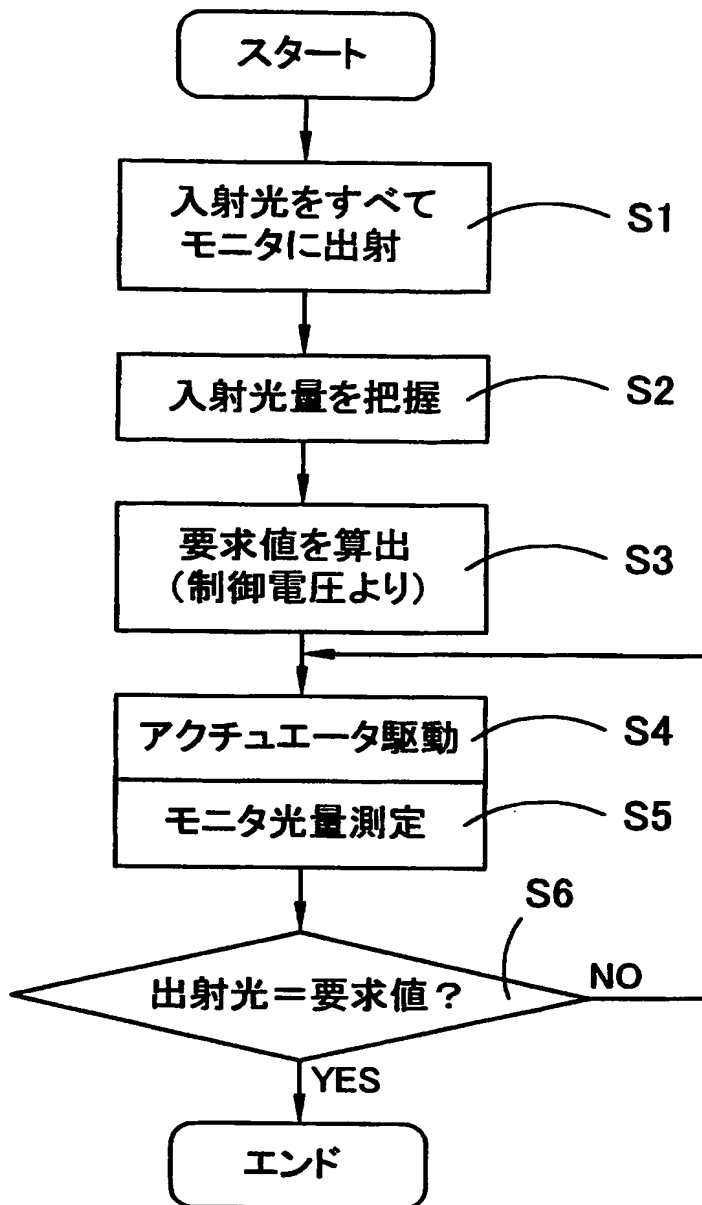 スタート
入射光をすべて
モニタに出射
S1
入射光量を把握
S2
要求値を算出
(制御電圧より)
S3
アクチュエータ駆動
S4
モニタ光量測定
S5
S6
出射光＝要求値？
NO
YES
エンド